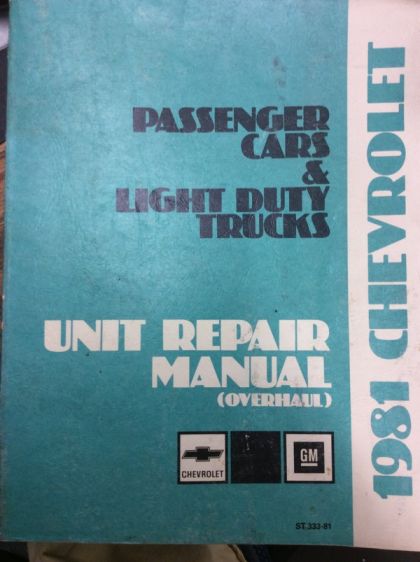 PASSENGER
CARS
&
LIGHT DUTY
TRUCKS
UNIT REPAIR
MANUAL
(OVERHAUL)
CHEVROLET
GM
ST.333-81
1981 CHEVROLET